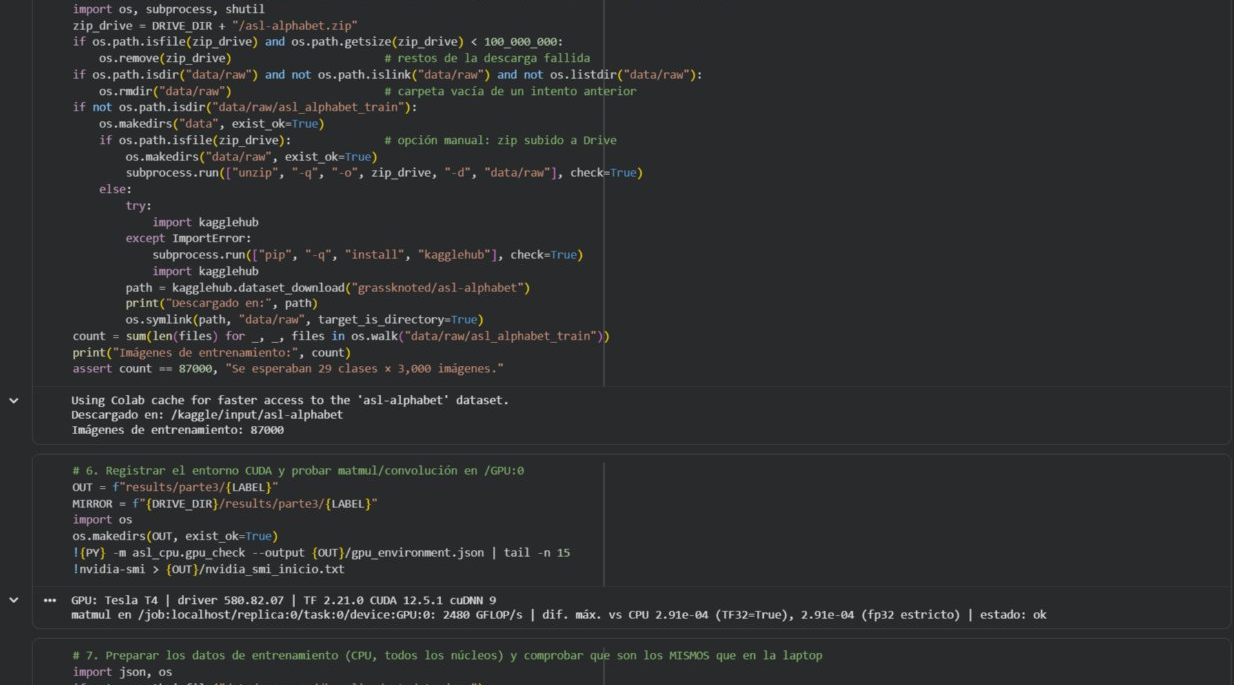 import os, subprocess, shutil
zip_drive = DRIVE_DIR + "/asl-alphabet.zip"
if os.path.isfile(zip_drive) and os.path.getsize(zip_drive) < 100_000_000:
    os.remove(zip_drive)                      # restos de la descarga fallida
if os.path.isdir("data/raw") and not os.path.islink("data/raw") and not os.listdir("data/raw"):
    os.rmdir("data/raw")                      # carpeta vacía de un intento anterior
if not os.path.isdir("data/raw/asl_alphabet_train"):
    os.makedirs("data", exist_ok=True)
    if os.path.isfile(zip_drive):             # opción manual: zip subido a Drive
        os.makedirs("data/raw", exist_ok=True)
        subprocess.run(["unzip", "-q", "-o", zip_drive, "-d", "data/raw"], check=True)
    else:
        try:
            import kagglehub
        except ImportError:
            subprocess.run(["pip", "-q", "install", "kagglehub"], check=True)
            import kagglehub
        path = kagglehub.dataset_download("grassknoted/asl-alphabet")
        print("Descargado en:", path)
        os.symlink(path, "data/raw", target_is_directory=True)
count = sum(len(files) for _, _, files in os.walk("data/raw/asl_alphabet_train"))
print("Imágenes de entrenamiento:", count)
assert count == 87000, "Se esperaban 29 clases × 3,000 imágenes."
Using Colab cache for faster access to the 'asl-alphabet' dataset.
Descargado en: /kaggle/input/asl-alphabet
Imágenes de entrenamiento: 87000
# 6. Registrar el entorno CUDA y probar matmul/convolución en /GPU:0
OUT = f"results/parte3/{LABEL}"
MIRROR = f"{DRIVE_DIR}/results/parte3/{LABEL}"
import os
os.makedirs(OUT, exist_ok=True)
!{PY} -m asl_cpu.gpu_check --output {OUT}/gpu_environment.json | tail -n 15
!nvidia-smi > {OUT}/nvidia_smi_inicio.txt
GPU: Tesla T4 | driver 580.82.07 | TF 2.21.0 CUDA 12.5.1 cuDNN 9
matmul en /job:localhost/replica:0/task:0/device:GPU:0: 2480 GFLOP/s | dif. máx. vs CPU 2.91e-04 (TF32=True), 2.91e-04 (fp32 estricto) | estado: ok
# 7. Preparar los datos de entrenamiento (CPU, todos los núcleos) y comprobar que son los MISMOS que en la laptop
import json, os